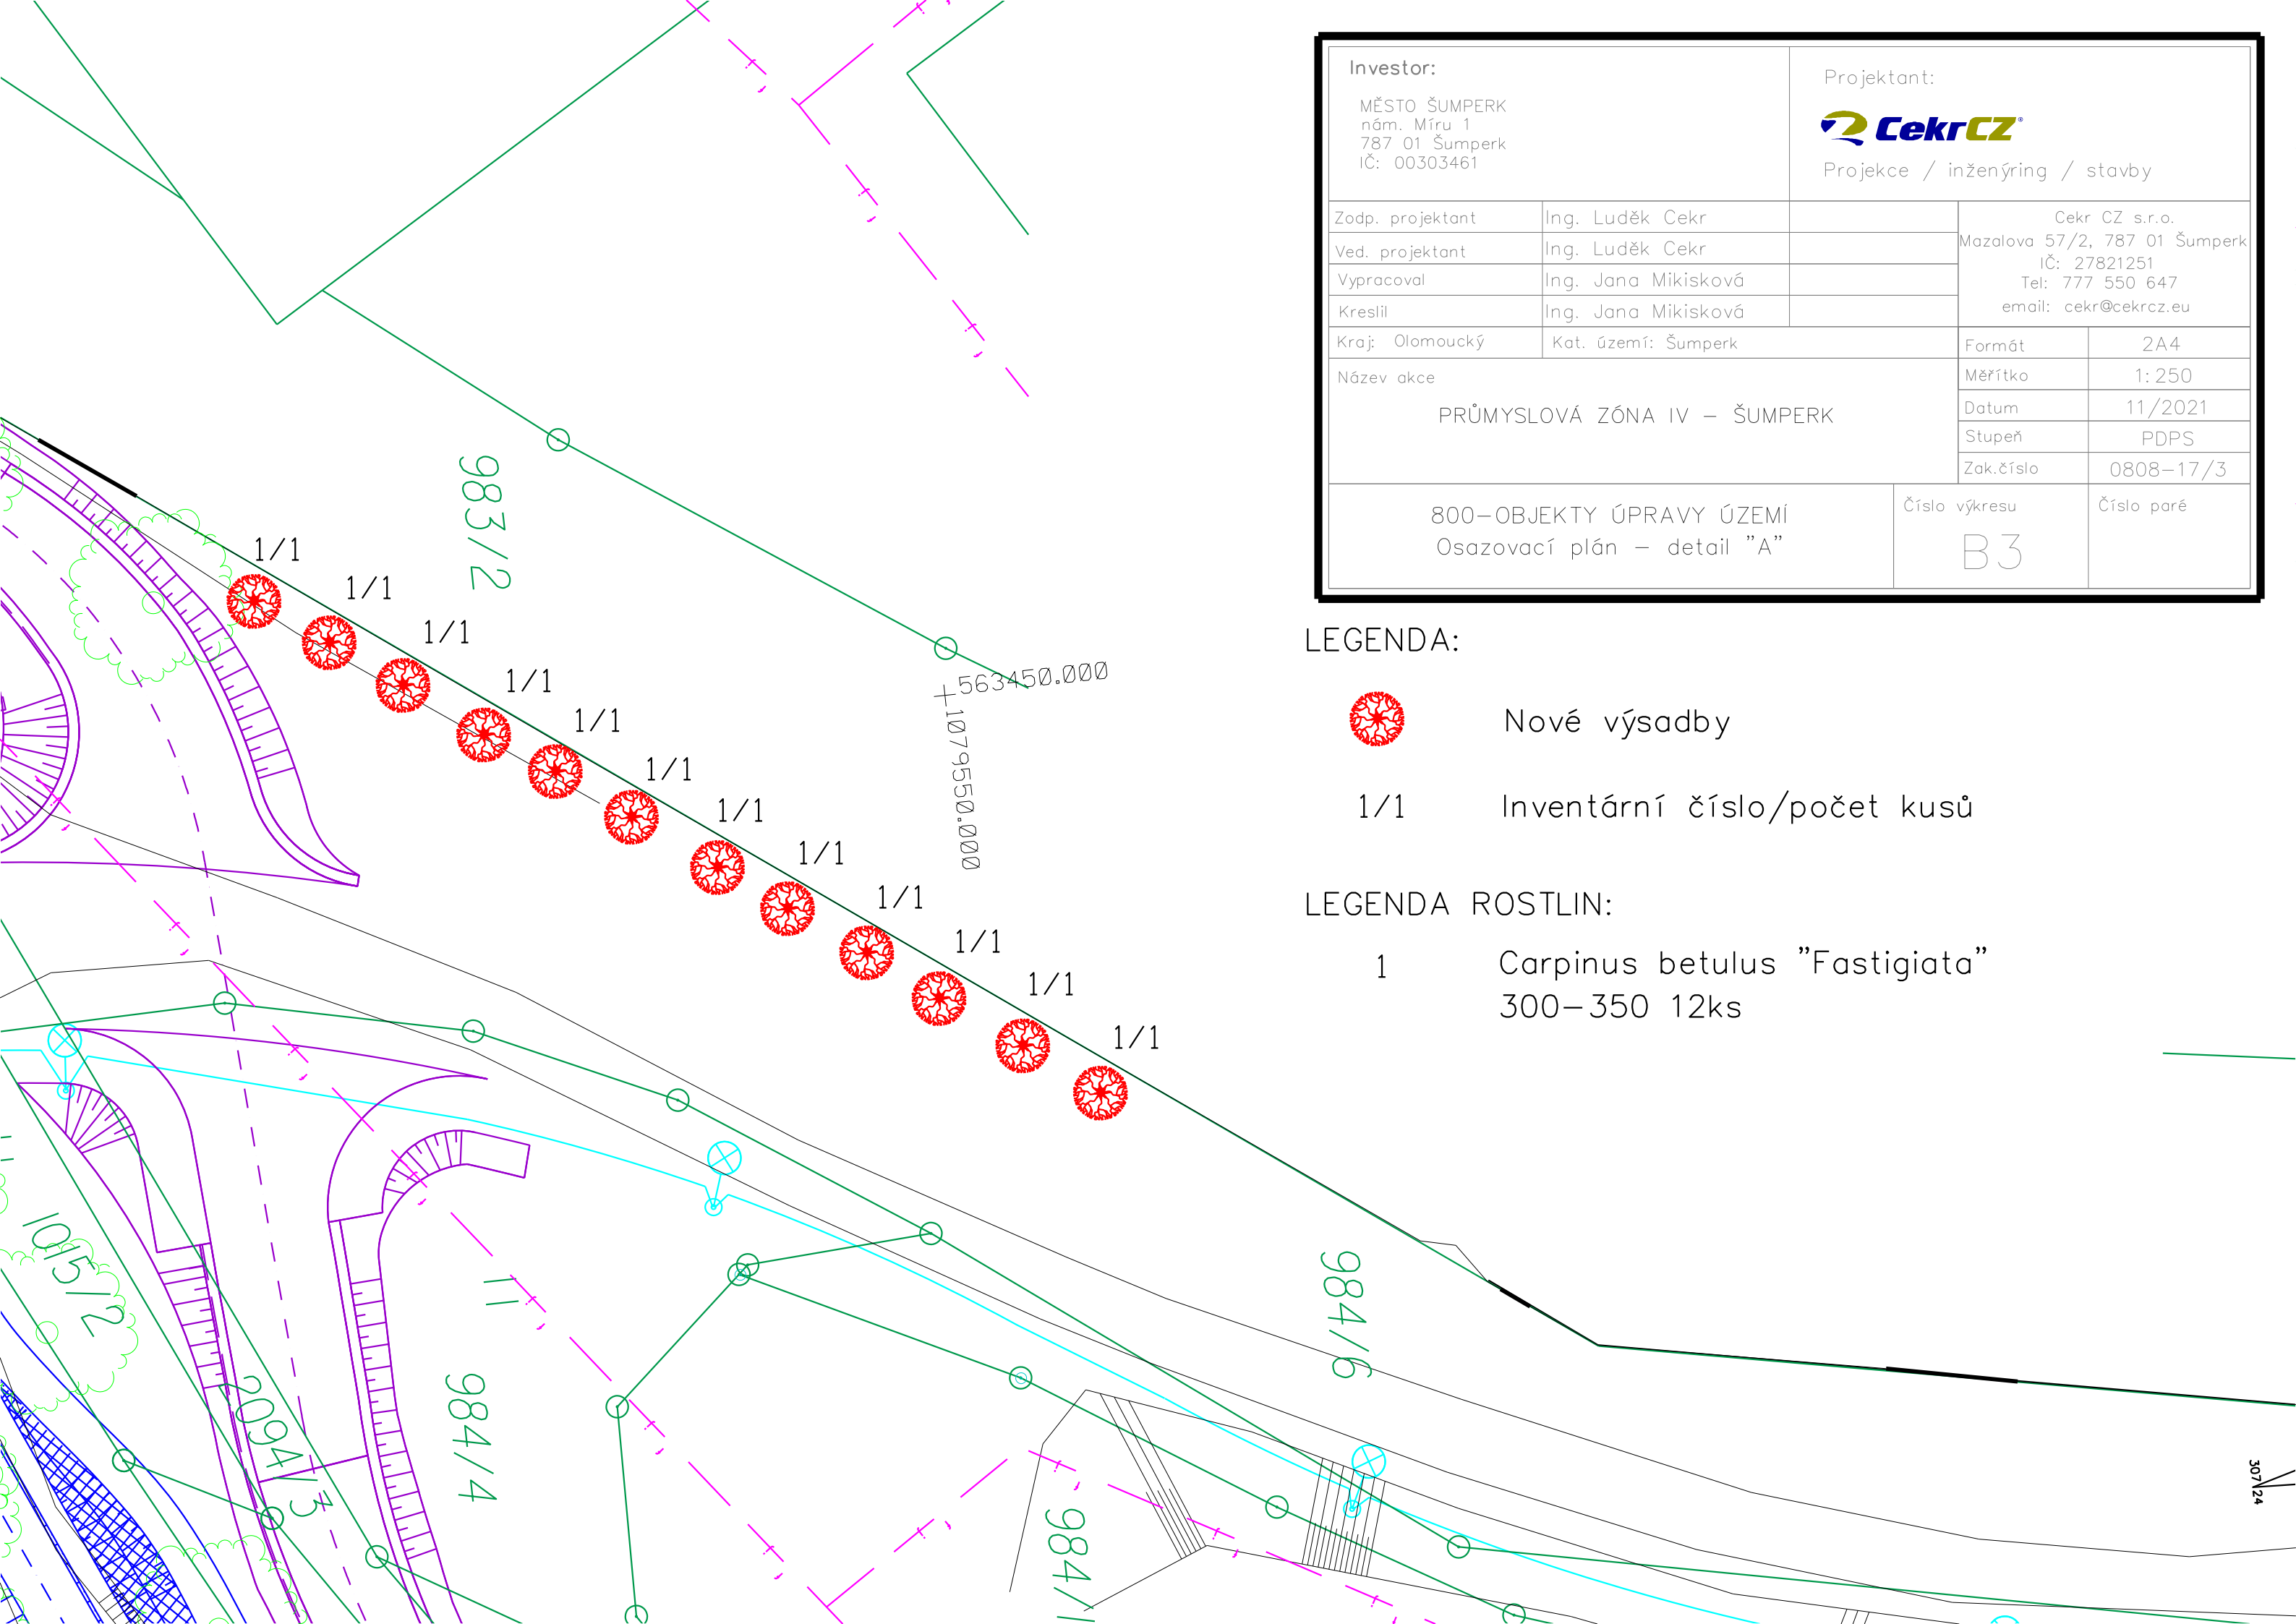 Investor:
MĚSTO ŠUMPERK
nám. Míru 1
787 01 Šumperk
IČ: 00303461
Projektant:
CekrCZ®
Projekce / inženýring / stavby
Zodp. projektant Ing. Luděk Cekr
Ved. projektant Ing. Luděk Cekr
Vypracoval Ing. Jana Mikisková
Kreslil Ing. Jana Mikisková
Cekr CZ s.r.o.
Mazalova 57/2, 787 01 Šumperk
IČ: 27821251
Tel: 777 550 647
email: cekr@cekrcz.eu
Kraj: Olomoucký Kat. území: Šumperk
Formát 2A4
Měřítko 1:250
Datum 11/2021
Stupeň PDPS
Zak.číslo 0808-17/3
Název akce
PRŮMYSLOVÁ ZÓNA IV - ŠUMPERK
800-OBJEKTY ÚPRAVY ÚZEMÍ
Osazovací plán - detail "A"
Číslo výkresu
B3
Číslo paré
LEGENDA:
Nové výsadby
1/1 Inventární číslo/počet kusů
LEGENDA ROSTLIN:
1 Carpinus betulus "Fastigiata"
300-350 12ks
983/2
1/1
1/1
1/1
1/1
1/1
1/1
1/1
1/1
1/1
1/1
1/1
1/1
563450.000
1079550.000
1015/2
2094/3
984/4
984/6
984/1
307
24